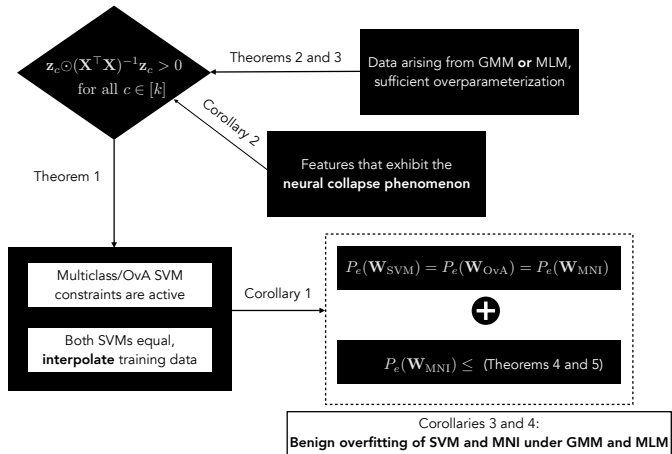 𝐳_c⊙(𝐗^⊤𝐗)^{-1}𝐳_c > 0
for all c ∈ [k]
Theorems 2 and 3
Data arising from GMM or MLM,
sufficient overparameterization
Corollary 2
Features that exhibit the
neural collapse phenomenon
Theorem 1
Multiclass/OvA SVM
constraints are active
Both SVMs equal,
interpolate training data
Corollary 1
P_e(𝐖_SVM) = P_e(𝐖_OvA) = P_e(𝐖_MNI)
+
P_e(𝐖_MNI) ≤ (Theorems 4 and 5)
Corollaries 3 and 4:
Benign overfitting of SVM and MNI under GMM and MLM